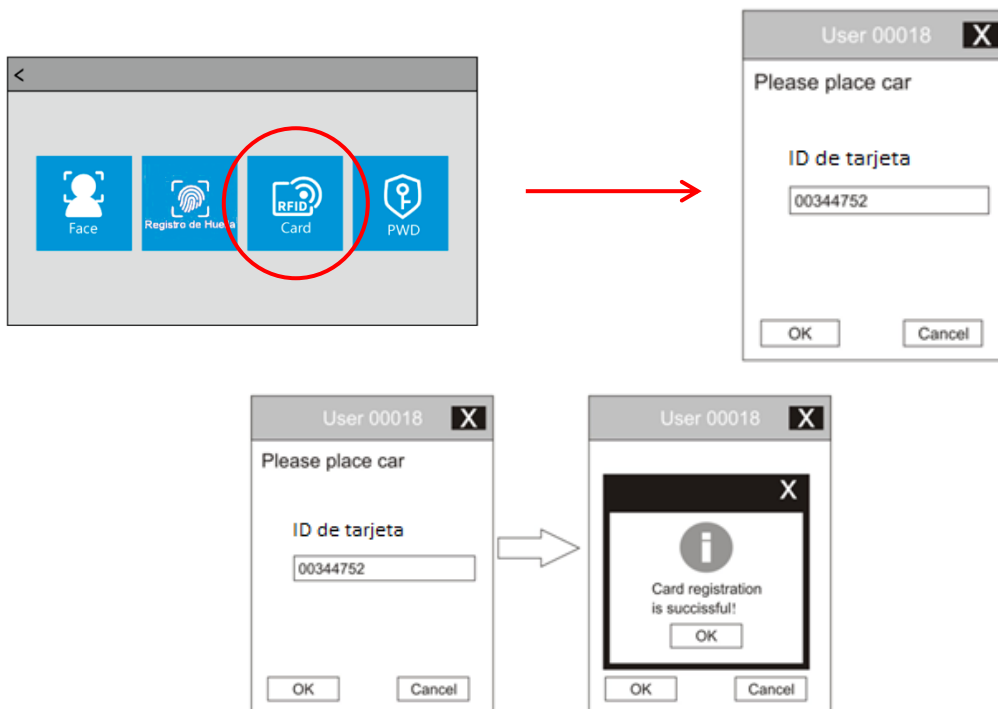 <
Face
Registro de Huella
RFID
Card
PWD
User 00018 X
Please place car
ID de tarjeta
00344752
OK Cancel
User 00018 X
Please place car
ID de tarjeta
00344752
OK Cancel
User 00018 X
X
i
Card registration
is succissful!
OK
OK Cancel